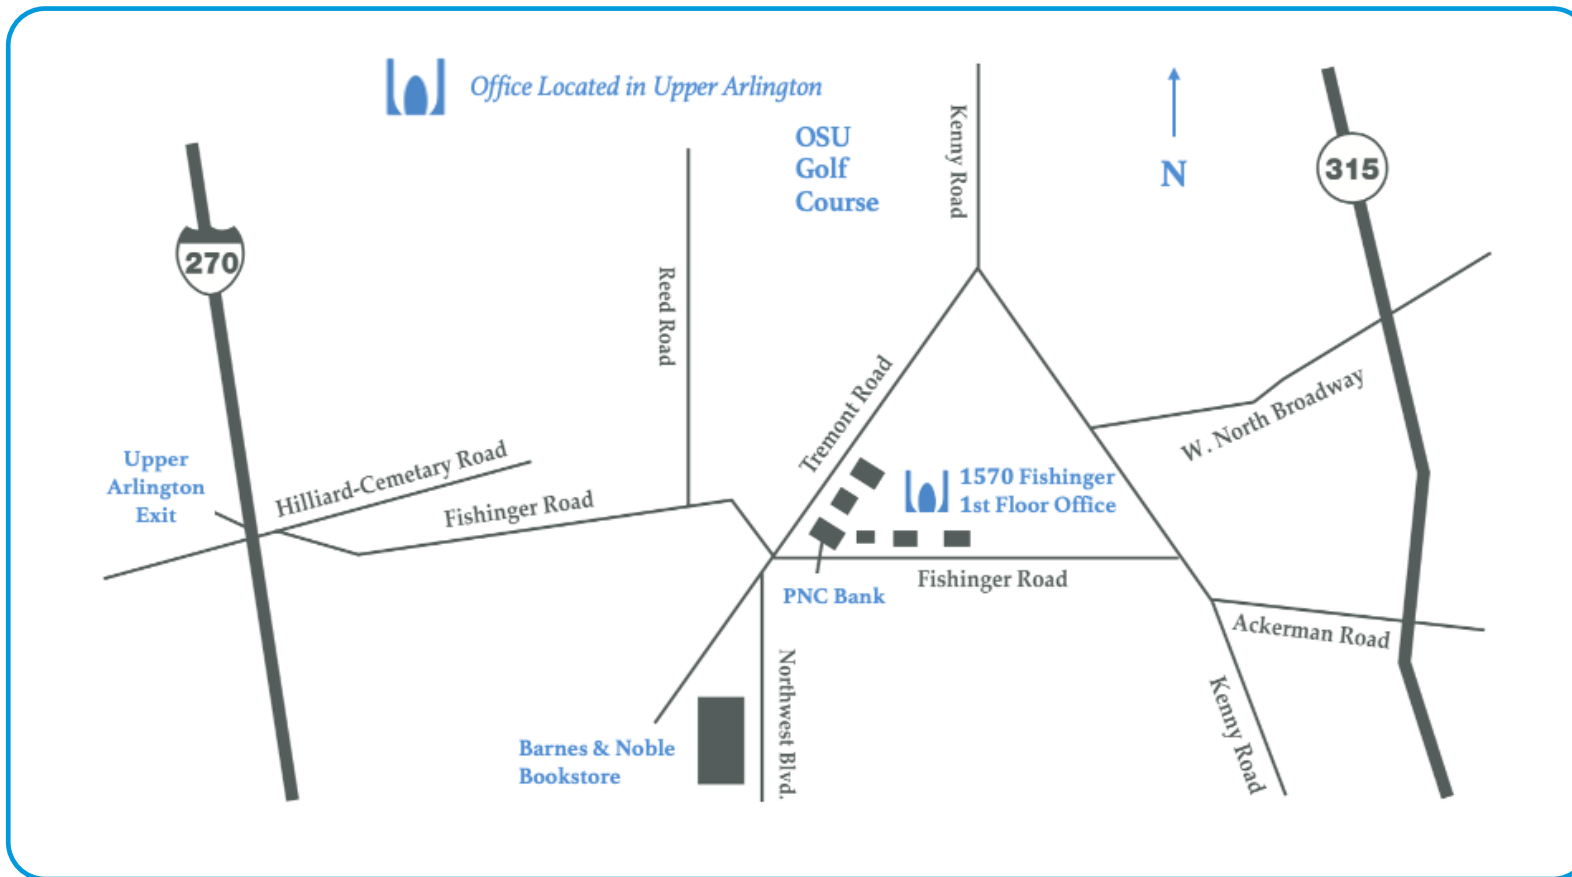 Office Located in Upper Arlington
OSU
Golf
Course
Kenny Road
N
315
270
Reed Road
Tremont Road
W. North Broadway
Upper
Arlington
Exit
Hilliard-Cemetary Road
Fishinger Road
1570 Fishinger
1st Floor Office
PNC Bank
Fishinger Road
Ackerman Road
Northwest Blvd.
Kenny Road
Barnes & Noble
Bookstore